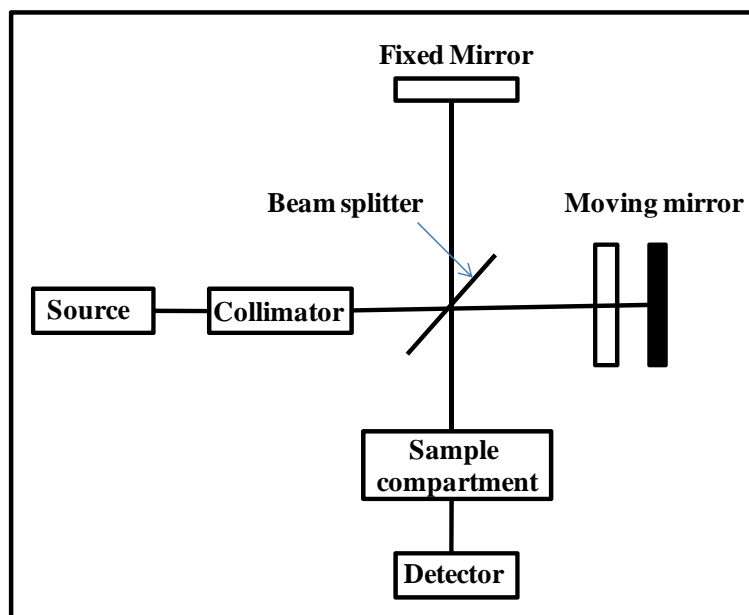 Fixed Mirror
Beam splitter
Moving mirror
Source
Collimator
Sample
compartment
Detector